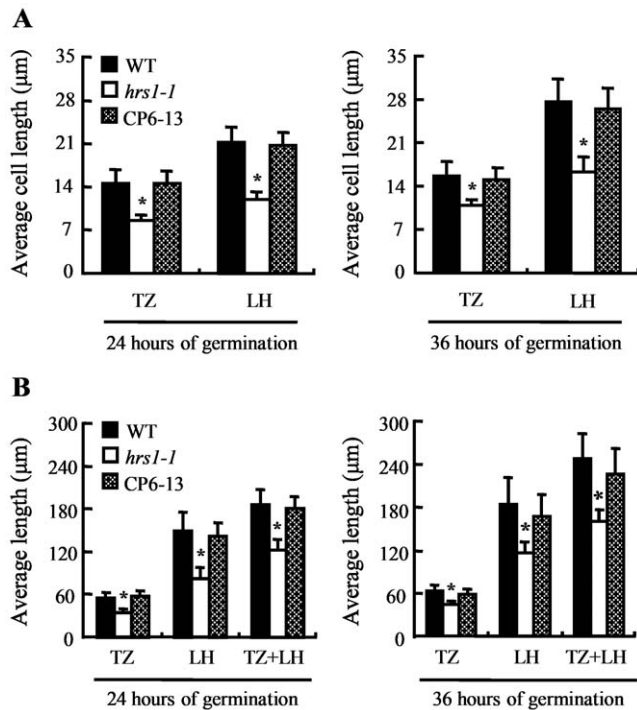 A
Average cell length (µm)
35
28
21
14
7
0
WT
hrs1-1
CP6-13
*
*
TZ LH
24 hours of germination
Average cell length (µm)
35
28
21
14
7
0
*
*
TZ LH
36 hours of germination
B
Average length (µm)
300
240
180
120
60
0
WT
hrs1-1
CP6-13
*
*
*
TZ LH TZ+LH
24 hours of germination
Average length (µm)
300
240
180
120
60
0
*
*
*
TZ LH TZ+LH
36 hours of germination